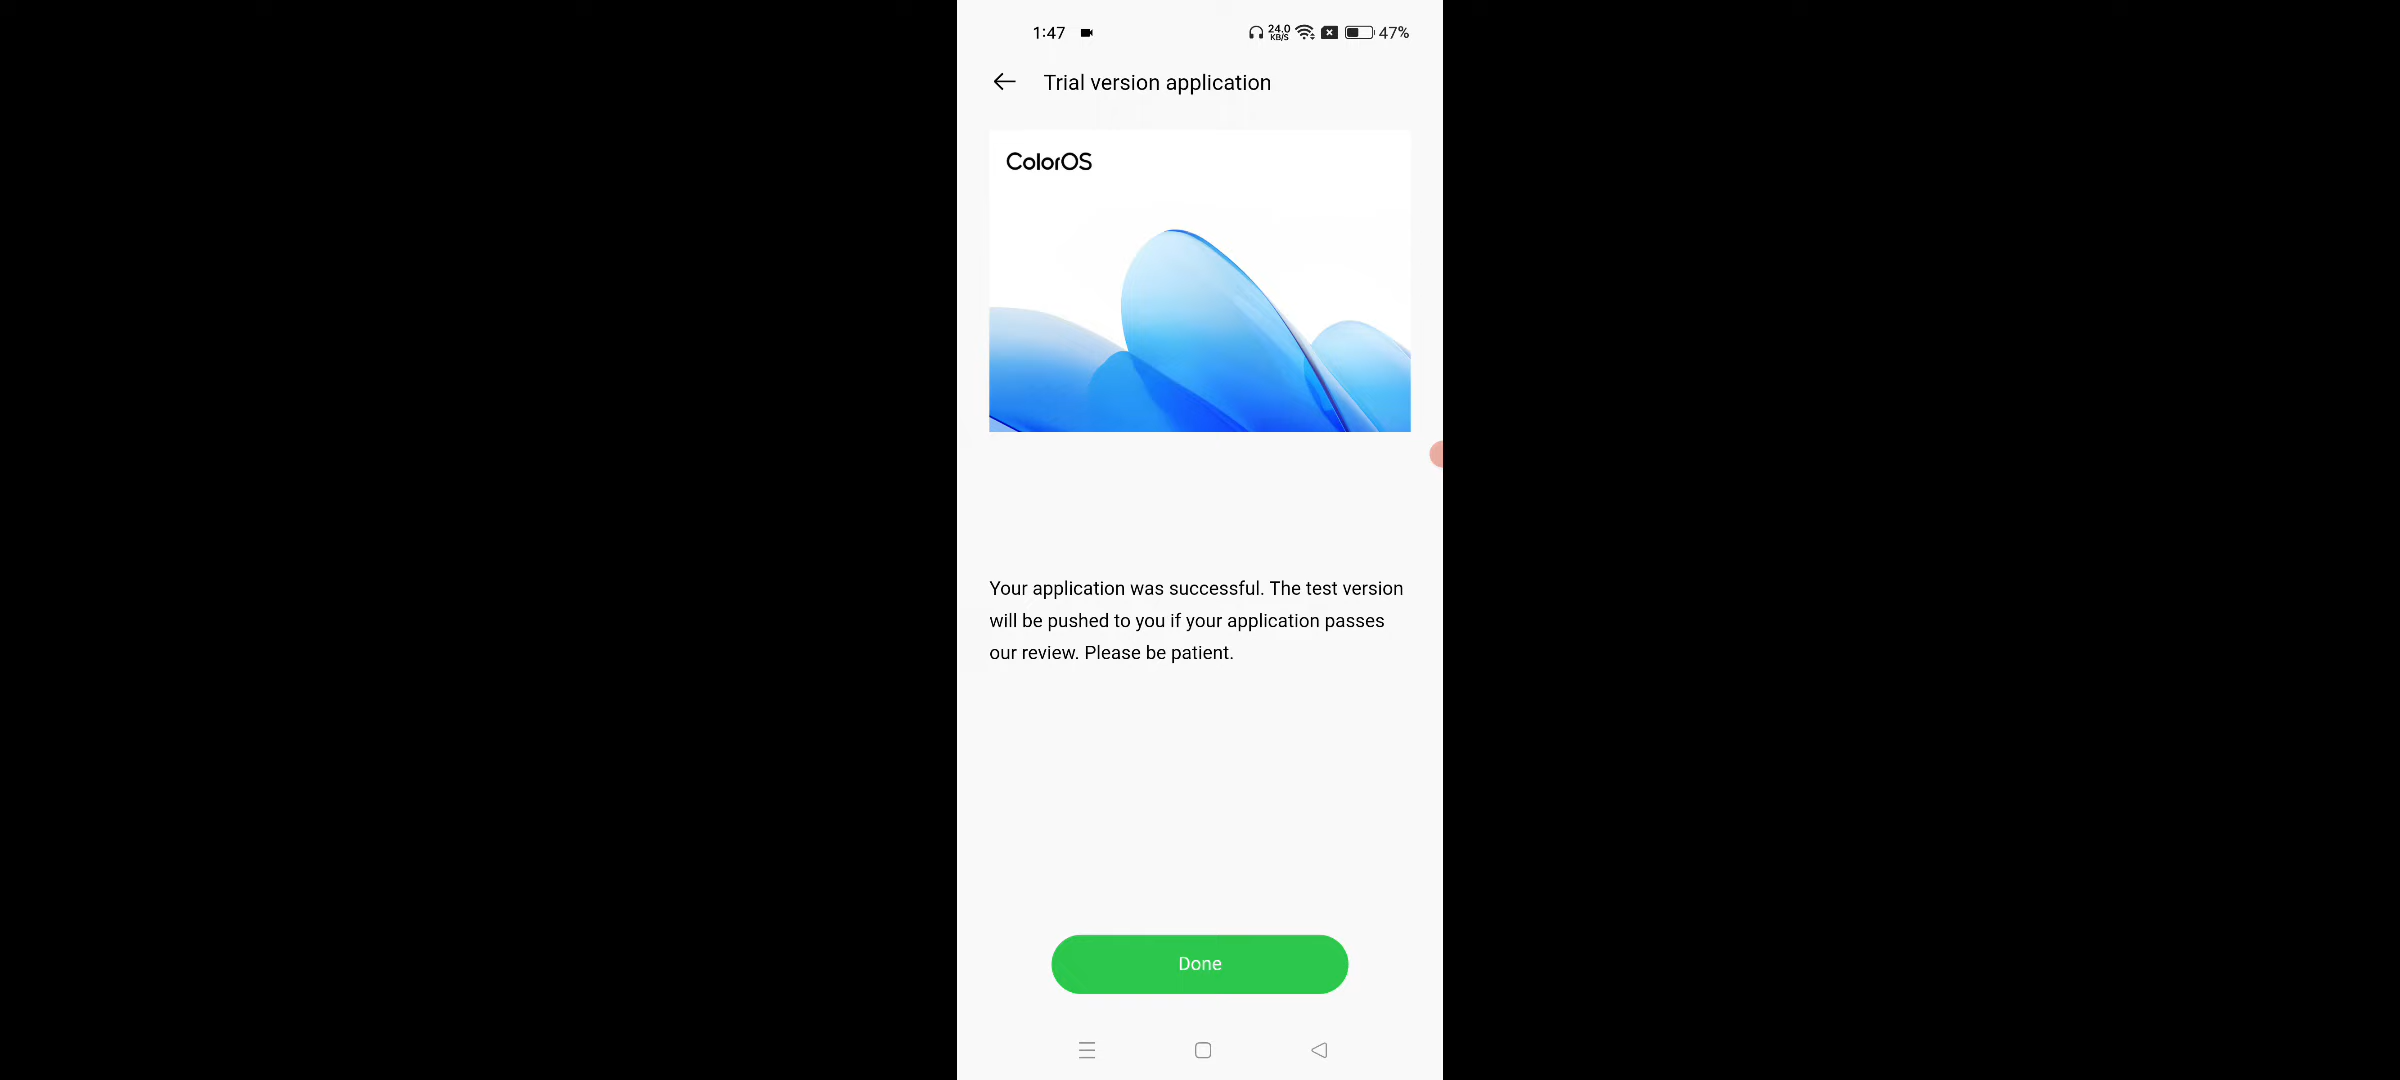 1:47 24.0 KB/S 47%
Trial version application
ColorOS
Your application was successful. The test version
will be pushed to you if your application passes
our review. Please be patient.
Done